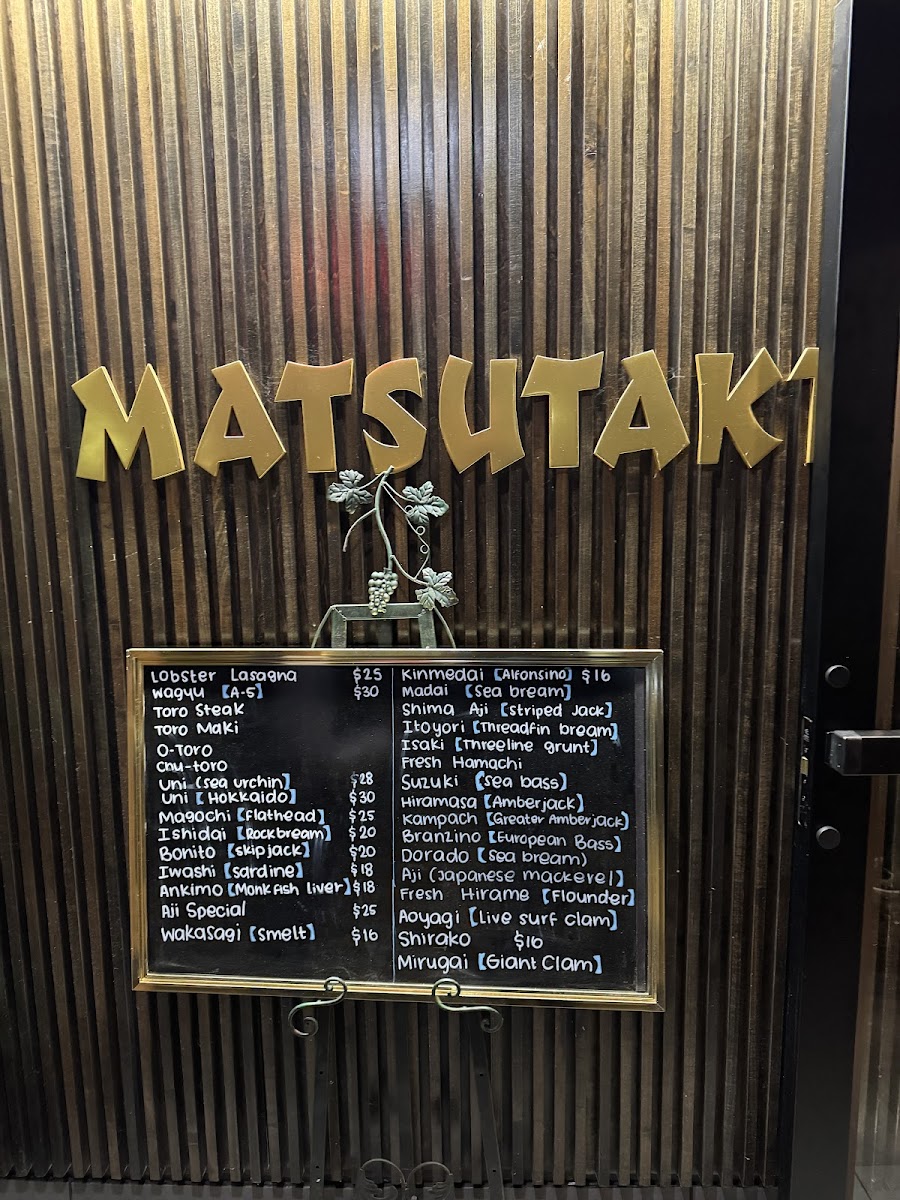 MATSUTAK
Lobster Lasagna $25
Wagyu 【A-5】 $30
Toro Steak
Toro Maki
O-Toro
Chu-toro
Uni (sea urchin】 $28
Uni 【Hokkaido】 $30
Magochi 【flathead】 $25
Ishidai 【Rockbream】 $20
Bonito 【skipjack】 $20
Iwashi 【sardine】 $18
Ankimo 【Monkfish liver】 $18
Aji Special $25
Wakasagi 【smelt】 $16
Kinmedai 【Alfonsino】 $16
Madai 【Sea bream】
Shima Aji 【striped Jack】
Itoyori 【Threadfin bream】
Isaki 【Threeline grunt】
Fresh Hamachi
Suzuki 【sea bass】
Hiramasa 【Amberjack】
Kampach 【Greater Amberjack】
Branzino 【European Bass】
Dorado 【sea bream)
Aji (Japanese mackerel】
Fresh Hirame 【Flounder】
Aoyagi 【Live surf clam】
Shirako $16
Mirugai 【Giant Clam】